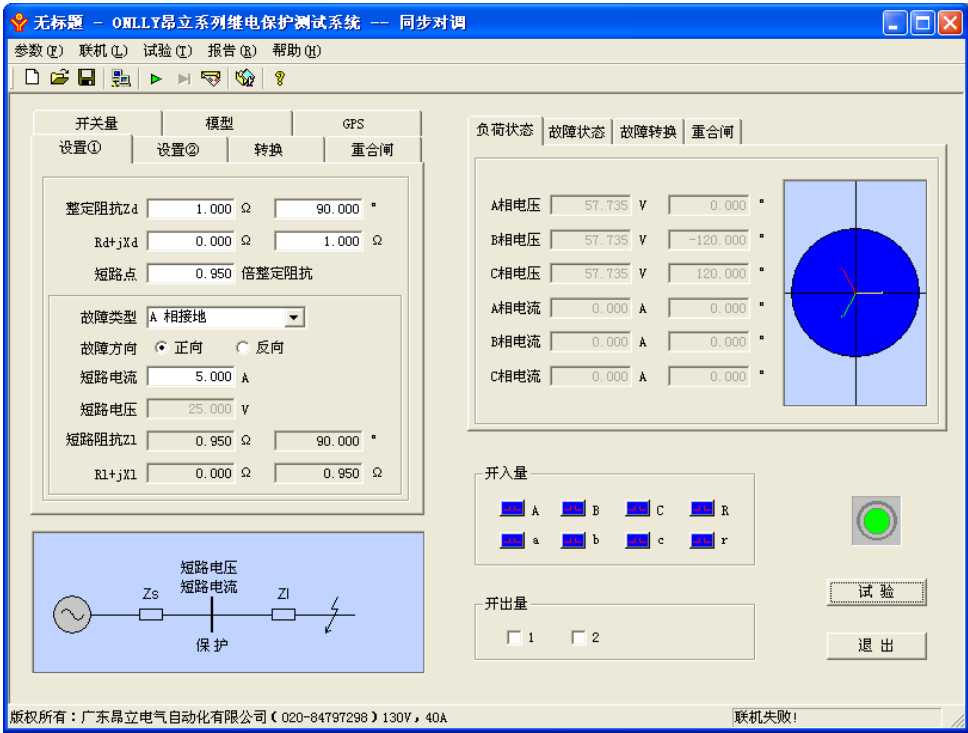 无标题 - ONLLY昂立系列继电保护测试系统 -- 同步对调
参数(F) 联机(L) 试验(T) 报告(R) 帮助(H)
开关量 模型 GPS
设置① 设置② 转换 重合闸
整定阻抗Zd 1.000 Ω 90.000 °
Rd+jXd 0.000 Ω 1.000 Ω
短路点 0.950 倍整定阻抗
故障类型 A 相接地
故障方向 正向 反向
短路电流 5.000 A
短路电压 25.000 V
短路阻抗Zl 0.950 Ω 90.000 °
Rl+jXl 0.000 Ω 0.950 Ω
短路电压
短路电流
Zs Zl
保护
负荷状态 故障状态 故障转换 重合闸
A相电压 57.735 V 0.000 °
B相电压 57.735 V -120.000 °
C相电压 57.735 V 120.000 °
A相电流 0.000 A 0.000 °
B相电流 0.000 A 0.000 °
C相电流 0.000 A 0.000 °
开入量
A B C R
a b c r
开出量
1 2
试 验
退 出
版权所有：广东昂立电气自动化有限公司（020-84797298）130V，40A
联机失败!